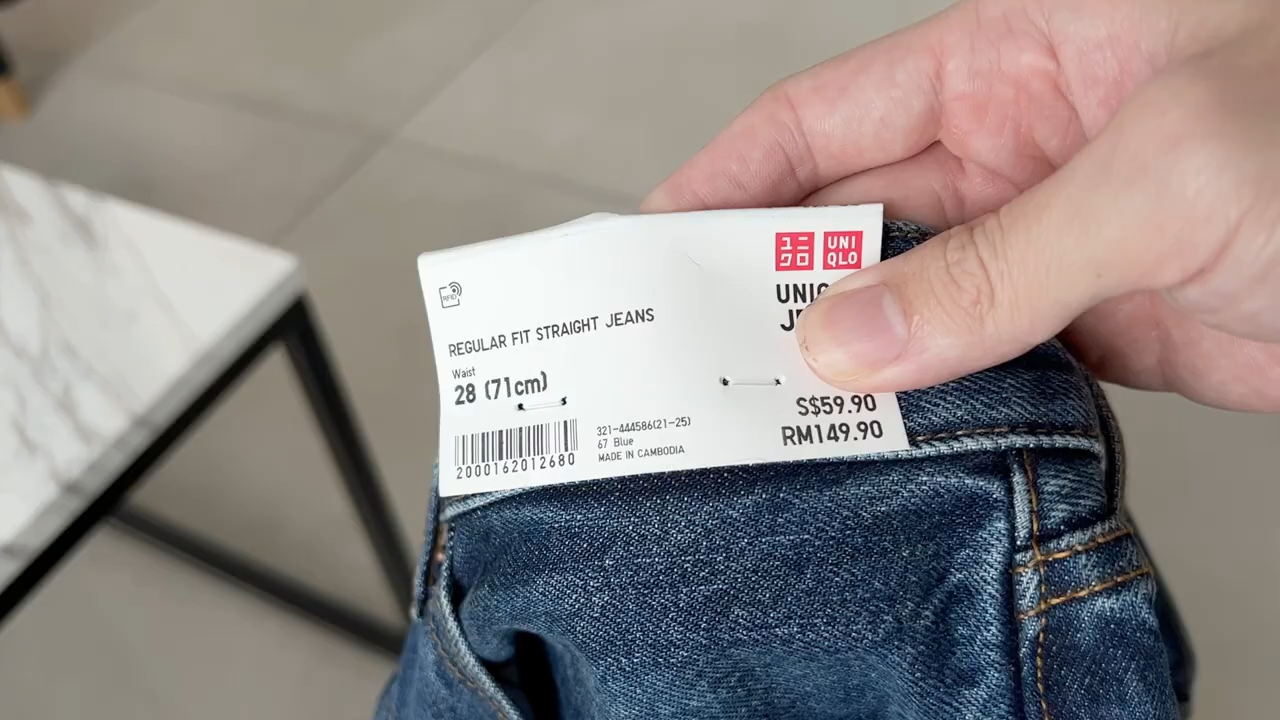 ユニ UNI
クロ QLO
RFID
REGULAR FIT STRAIGHT JEANS
Waist
28 (71cm)
2000162012680
321-444586(21-25)
67 Blue
MADE IN CAMBODIA
S$59.90
RM149.90